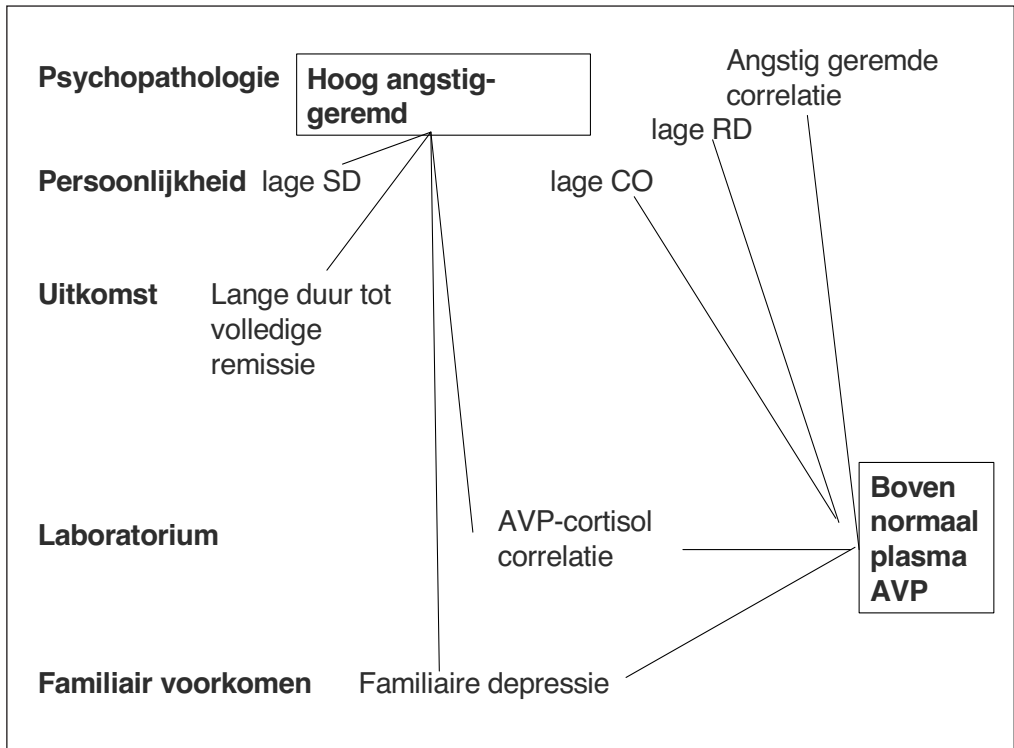 Psychopathologie
Hoog angstig-
geremd
Angstig geremde
correlatie
lage RD
Persoonlijkheid
lage SD
lage CO
Uitkomst
Lange duur tot
volledige
remissie
Laboratorium
AVP-cortisol
correlatie
Boven
normaal
plasma
AVP
Familiair voorkomen
Familiaire depressie